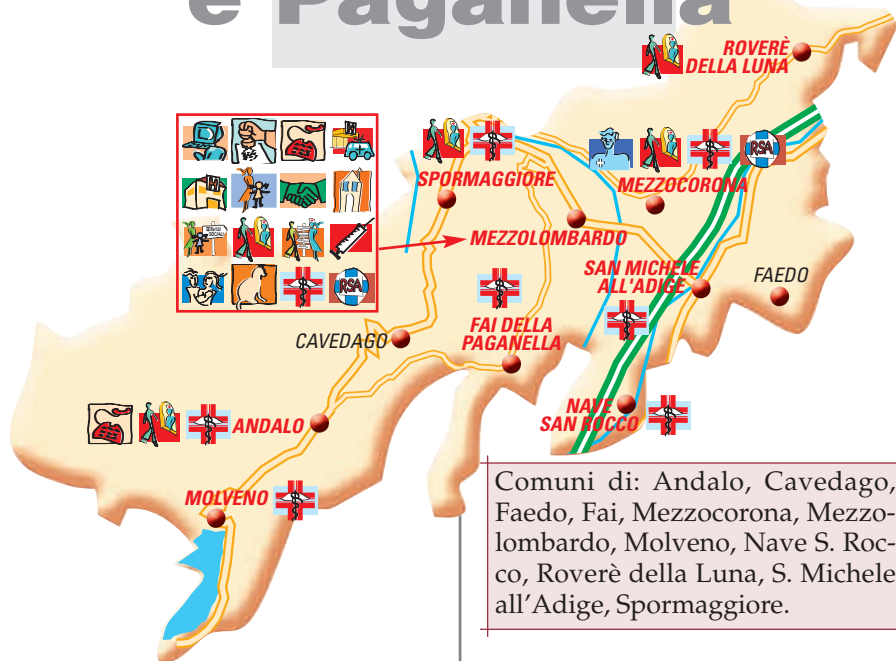 e Paganella
ROVERÈ
DELLA LUNA
SPORMAGGIORE
MEZZOCORONA
RSA
MEZZOLOMBARDO
SERVIZI
SOCIALI
H
H
RSA
SAN MICHELE
ALL'ADIGE
FAEDO
CAVEDAGO
FAI DELLA
PAGANELLA
NAVE
SAN ROCCO
ANDALO
MOLVENO
Comuni di: Andalo, Cavedago,
Faedo, Fai, Mezzocorona, Mezzo-
lombardo, Molveno, Nave S. Roc-
co, Roverè della Luna, S. Michele
all'Adige, Spormaggiore.